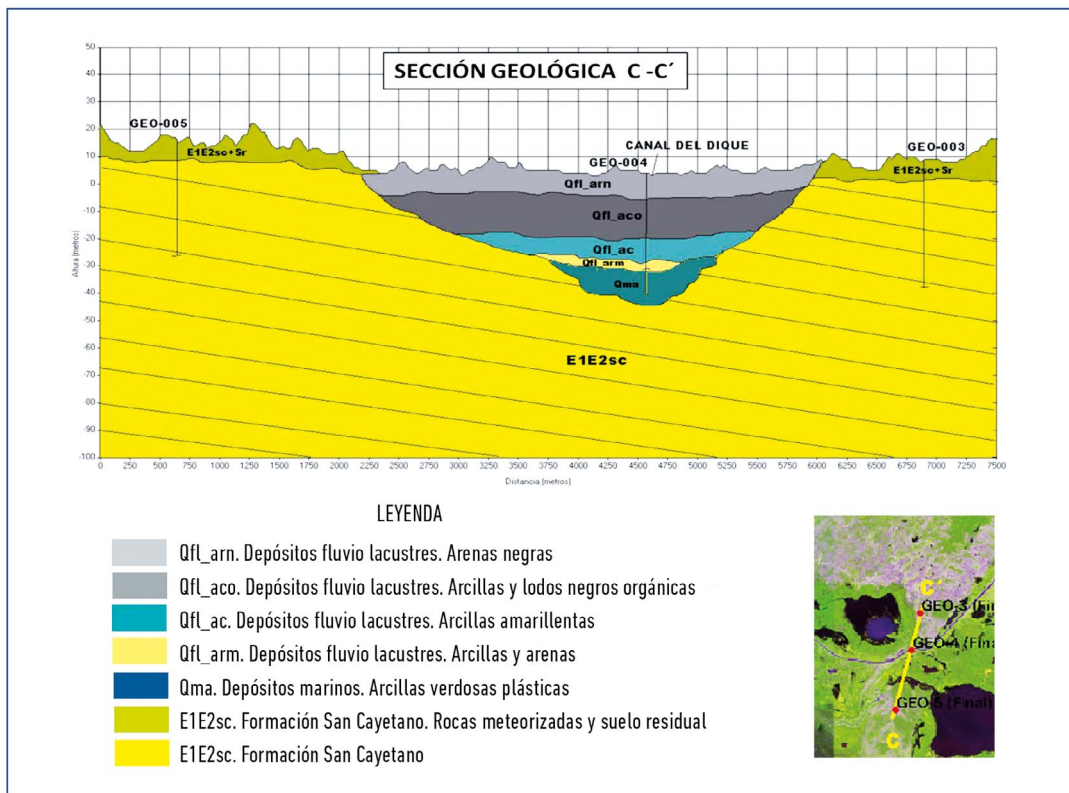 SECCIÓN GEOLÓGICA C -C´
50
40
30
20
10
0
-10
-20
-30
-40
-50
-60
-70
-80
-90
-100
Altura (metros)
GEO-005
E1E2sc+Sr
GEO-004
CANAL DEL DIQUE
GEO-003
E1E2sc+Sr
Qfl_arn
Qfl_aco
Qfl_ac
Qfl_arm
Qma
E1E2sc
0 250 500 750 1000 1250 1500 1750 2000 2250 2500 2750 3000 3250 3500 3750 4000 4250 4500 4750 5000 5250 5500 5750 6000 6250 6500 6750 7000 7250 7500
Distancia (metros)
LEYENDA
Qfl_arn. Depósitos fluvio lacustres. Arenas negras
Qfl_aco. Depósitos fluvio lacustres. Arcillas y lodos negros orgánicas
Qfl_ac. Depósitos fluvio lacustres. Arcillas amarillentas
Qfl_arm. Depósitos fluvio lacustres. Arcillas y arenas
Qma. Depósitos marinos. Arcillas verdosas plásticas
E1E2sc. Formación San Cayetano. Rocas meteorizadas y suelo residual
E1E2sc. Formación San Cayetano
C´
GEO-3 (Fin
GEO-4 (Fina
GEO-5 (Final)
C